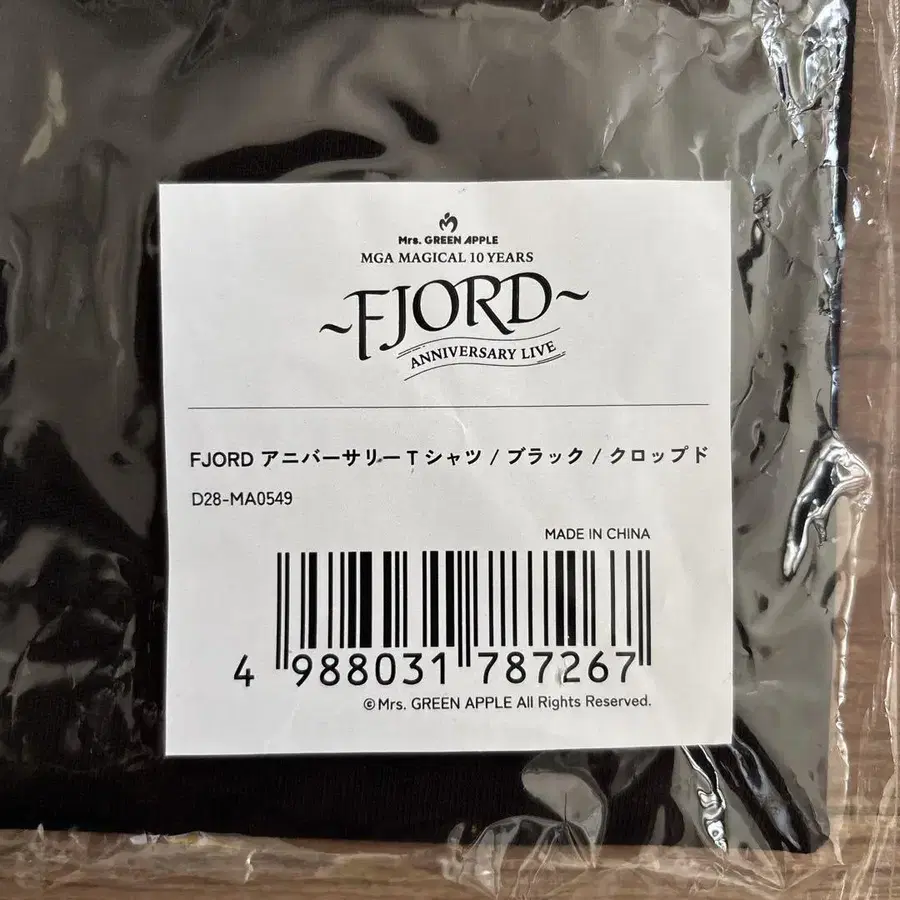 Mrs. GREEN APPLE
MGA MAGICAL 10 YEARS
~FJORD~
ANNIVERSARY LIVE
FJORD アニバーサリーTシャツ / ブラック / クロップド
D28-MA0549
MADE IN CHINA
4 988031 787267
©Mrs. GREEN APPLE All Rights Reserved.